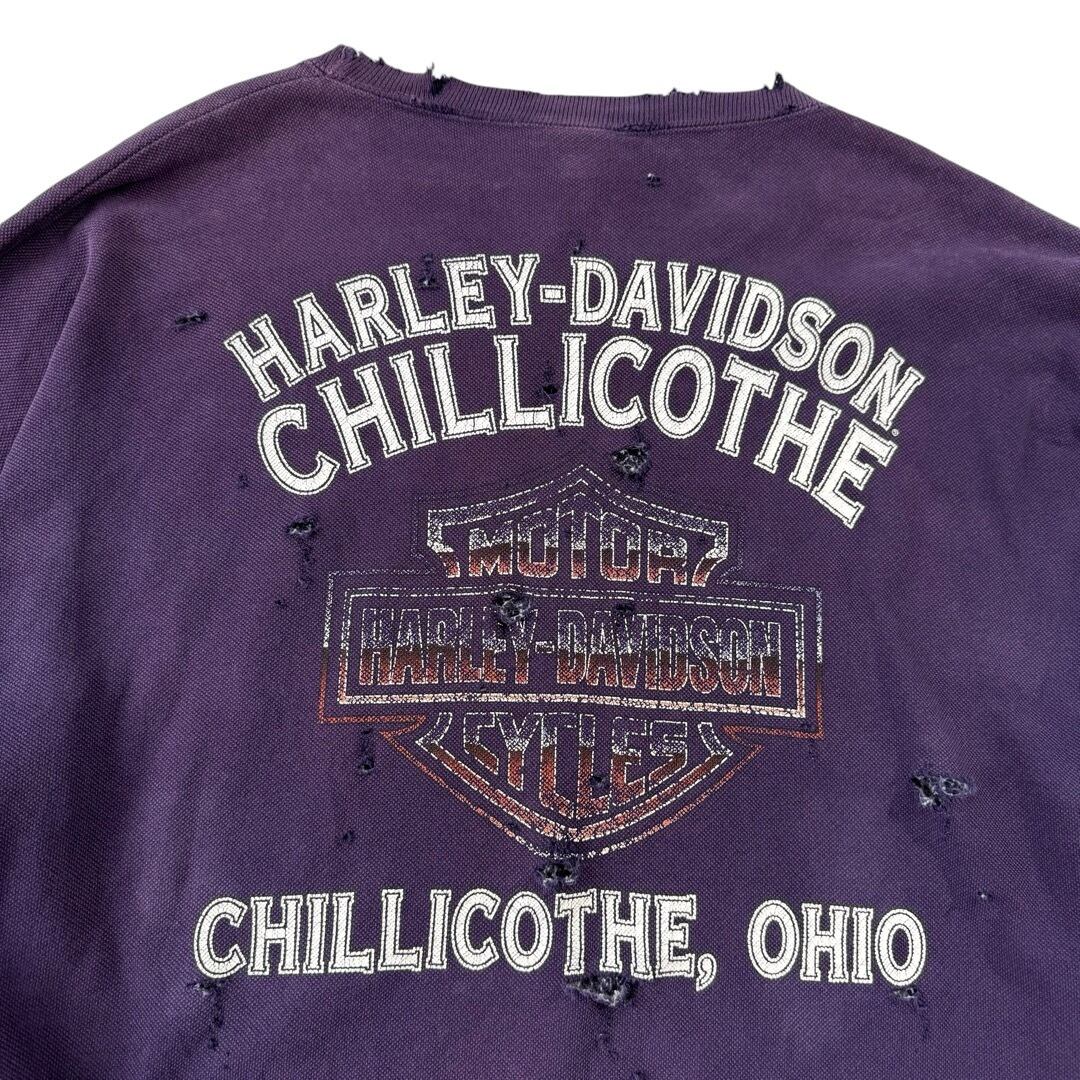 HARLEY-DAVIDSON®
CHILLICOTHE
MOTOR
HARLEY-DAVIDSON
CYCLES
CHILLICOTHE, OHIO